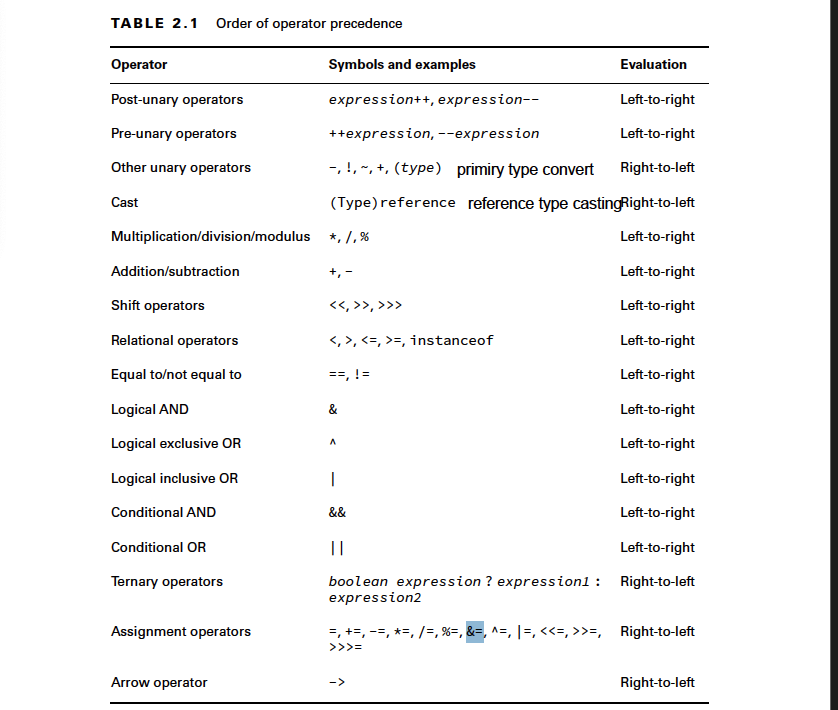 TABLE 2.1 Order of operator precedence
Operator Symbols and examples Evaluation
Post-unary operators expression++, expression-- Left-to-right
Pre-unary operators ++expression, --expression Left-to-right
Other unary operators -, !, ~, +, (type) primiry type convert Right-to-left
Cast (Type)reference reference type casting Right-to-left
Multiplication/division/modulus *, /, % Left-to-right
Addition/subtraction +, - Left-to-right
Shift operators <<, >>, >>> Left-to-right
Relational operators <, >, <=, >=, instanceof Left-to-right
Equal to/not equal to ==, != Left-to-right
Logical AND & Left-to-right
Logical exclusive OR ^ Left-to-right
Logical inclusive OR | Left-to-right
Conditional AND && Left-to-right
Conditional OR || Left-to-right
Ternary operators boolean expression ? expression1 : Right-to-left
expression2
Assignment operators =, +=, -=, *=, /=, %=, &=, ^=, |=, <<=, >>=, Right-to-left
>>>=
Arrow operator -> Right-to-left